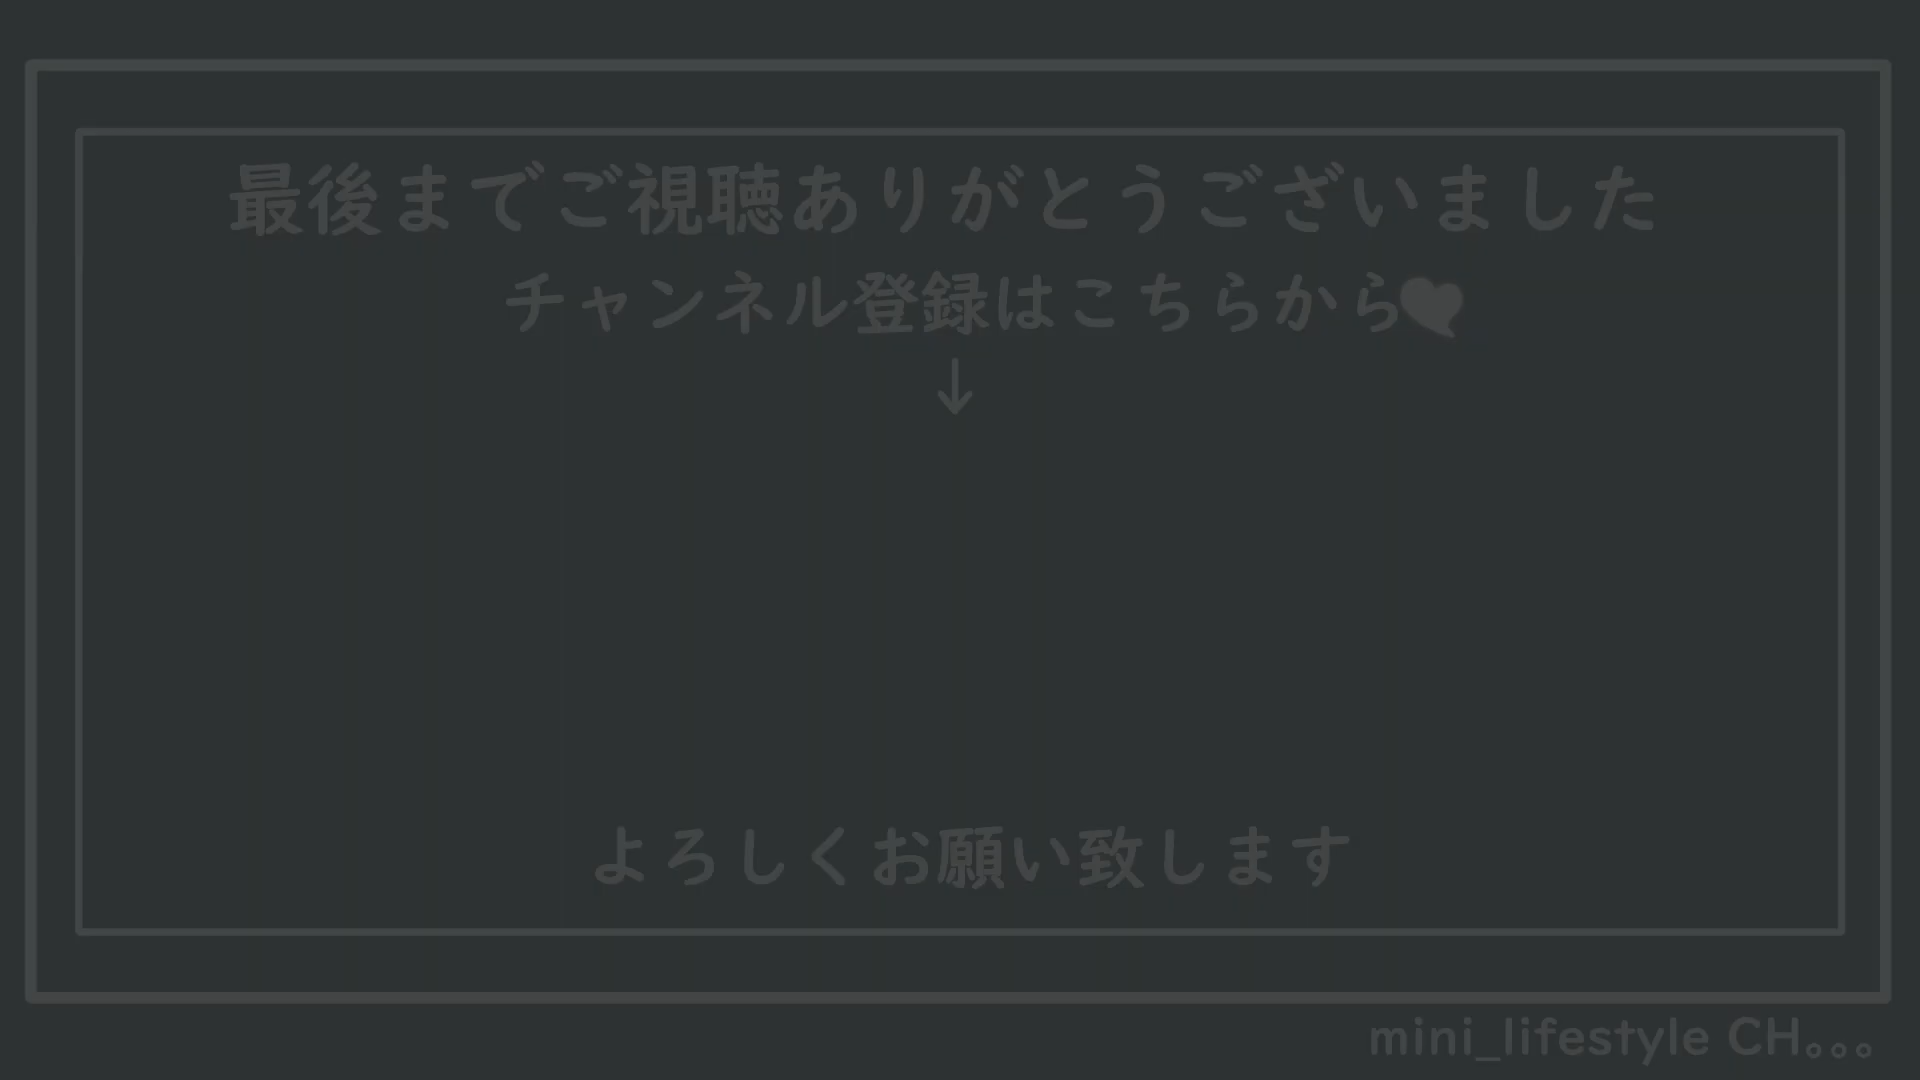 最後までご視聴ありがとうございました
チャンネル登録はこちらから♥
↓
よろしくお願い致します
mini_lifestyle CH。。。